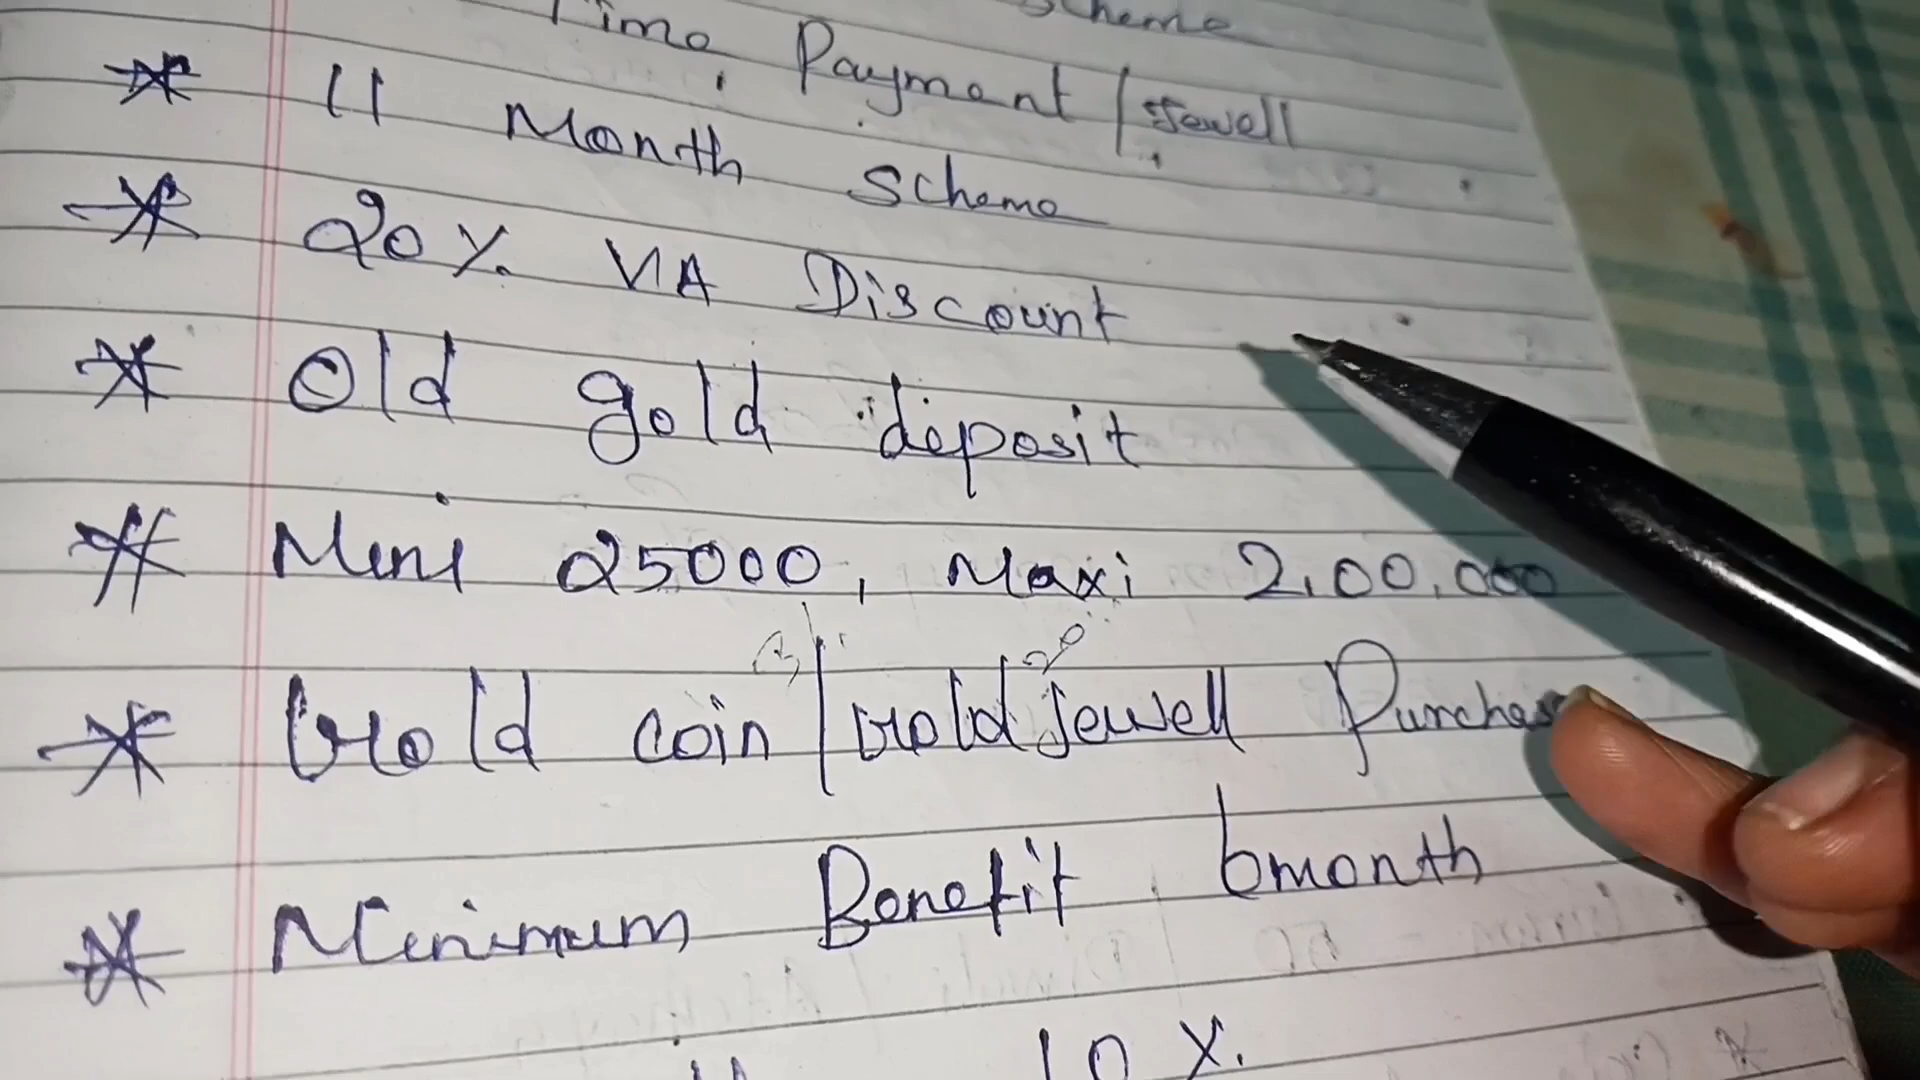 Scheme
Time Payment / Jewell
* 11 Month Scheme
* 20% VA Discount
* Old gold deposit
* Mini 25000, Maxi 2,00,000
* Gold coin / Gold Jewell Purchase
* Minimum Benefit 6month
10%.